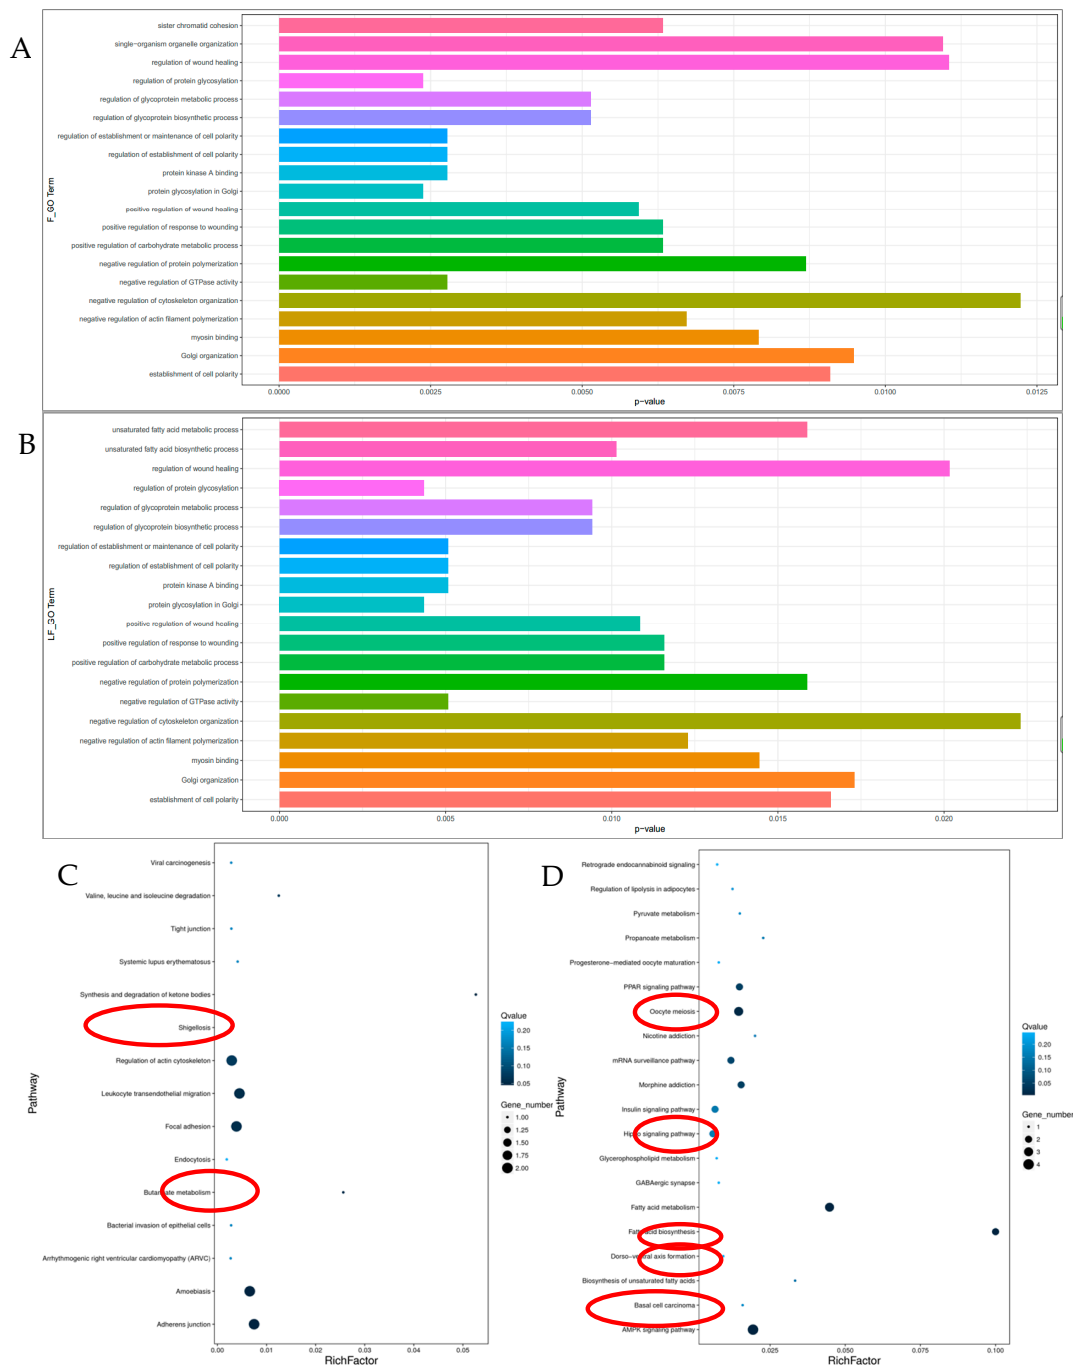 A
F_GO Term
sister chromatid cohesion
single-organism organelle organization
regulation of wound healing
regulation of protein glycosylation
regulation of glycoprotein metabolic process
regulation of glycoprotein biosynthetic process
regulation of establishment or maintenance of cell polarity
regulation of establishment of cell polarity
protein kinase A binding
protein glycosylation in Golgi
positive regulation of wound healing
positive regulation of response to wounding
positive regulation of carbohydrate metabolic process
negative regulation of protein polymerization
negative regulation of GTPase activity
negative regulation of cytoskeleton organization
negative regulation of actin filament polymerization
myosin binding
Golgi organization
establishment of cell polarity
0.0000 0.0025 0.0050 0.0075 0.0100 0.0125
p-value
B
LF_GO Term
unsaturated fatty acid metabolic process
unsaturated fatty acid biosynthetic process
regulation of wound healing
regulation of protein glycosylation
regulation of glycoprotein metabolic process
regulation of glycoprotein biosynthetic process
regulation of establishment or maintenance of cell polarity
regulation of establishment of cell polarity
protein kinase A binding
protein glycosylation in Golgi
positive regulation of wound healing
positive regulation of response to wounding
positive regulation of carbohydrate metabolic process
negative regulation of protein polymerization
negative regulation of GTPase activity
negative regulation of cytoskeleton organization
negative regulation of actin filament polymerization
myosin binding
Golgi organization
establishment of cell polarity
0.000 0.005 0.010 0.015 0.020
p-value
C
Pathway
Viral carcinogenesis
Valine, leucine and isoleucine degradation
Tight junction
Systemic lupus erythematosus
Synthesis and degradation of ketone bodies
Shigellosis
Regulation of actin cytoskeleton
Leukocyte transendothelial migration
Focal adhesion
Endocytosis
Butanoate metabolism
Bacterial invasion of epithelial cells
Arrhythmogenic right ventricular cardiomyopathy (ARVC)
Amoebiasis
Adherens junction
0.00 0.01 0.02 0.03 0.04 0.05
RichFactor
Qvalue
0.20
0.15
0.10
0.05
Gene_number
1.00
1.25
1.50
1.75
2.00
D
Pathway
Retrograde endocannabinoid signaling
Regulation of lipolysis in adipocytes
Pyruvate metabolism
Propanoate metabolism
Progesterone-mediated oocyte maturation
PPAR signaling pathway
Oocyte meiosis
Nicotine addiction
mRNA surveillance pathway
Morphine addiction
Insulin signaling pathway
Hippo signaling pathway
Glycerophospholipid metabolism
GABAergic synapse
Fatty acid metabolism
Fatty acid biosynthesis
Dorso-ventral axis formation
Biosynthesis of unsaturated fatty acids
Basal cell carcinoma
AMPK signaling pathway
0.025 0.050 0.075 0.100
RichFactor
Qvalue
0.20
0.15
0.10
0.05
Gene_number
1
2
3
4